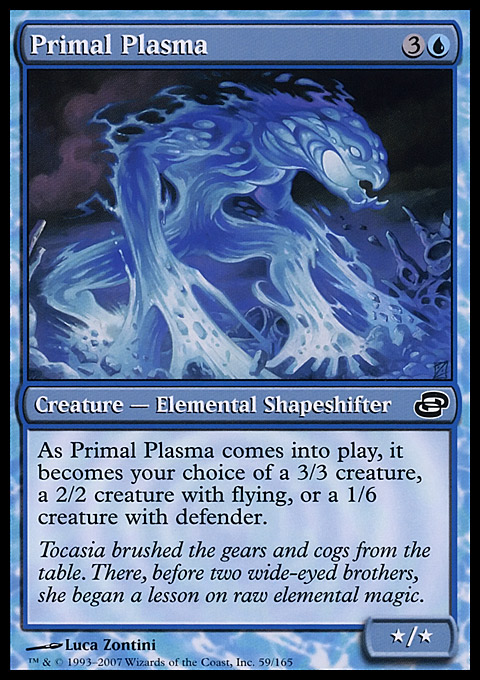 Primal Plasma 3
Creature — Elemental Shapeshifter
As Primal Plasma comes into play, it
becomes your choice of a 3/3 creature,
a 2/2 creature with flying, or a 1/6
creature with defender.
Tocasia brushed the gears and cogs from the
table. There, before two wide-eyed brothers,
she began a lesson on raw elemental magic.
Luca Zontini
★/★
™ & © 1993–2007 Wizards of the Coast, Inc. 59/165